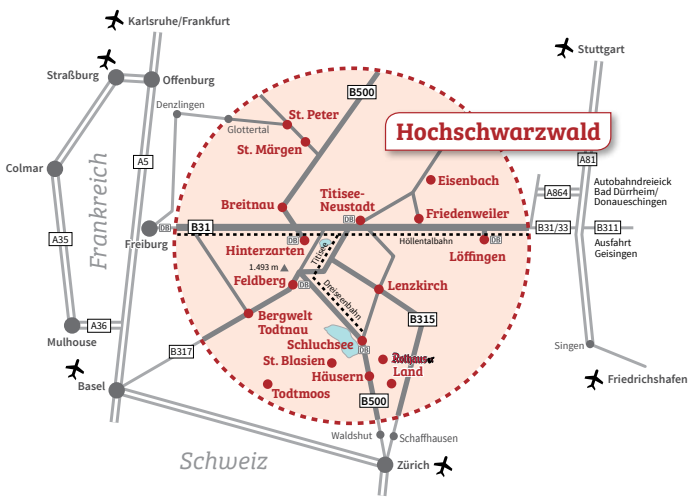 Karlsruhe/Frankfurt
Stuttgart
Straßburg
Offenburg
B500
Denzlingen
St. Peter
Glottertal
Hochschwarzwald
St. Märgen
A5
A81
Colmar
Frankreich
Eisenbach
Autobahndreieick
Bad Dürrheim/
Donaueschingen
A864
Titisee-
Neustadt
Breitnau
Friedenweiler
DB
B31
B31/33
B311
DB
Freiburg
A35
Höllentalbahn
DB
DB
Hinterzarten
Titisee
Löffingen
Ausfahrt
Geisingen
1.493 m
Feldberg
DB
Dreiseenbahn
Lenzkirch
Bergwelt
Todtnau
B315
A36
Mulhouse
Schluchsee
DB
B317
Singen
St. Blasien
Land
Häusern
Basel
Friedrichshafen
Todtmoos
B500
Waldshut
Schaffhausen
Schweiz
Zürich